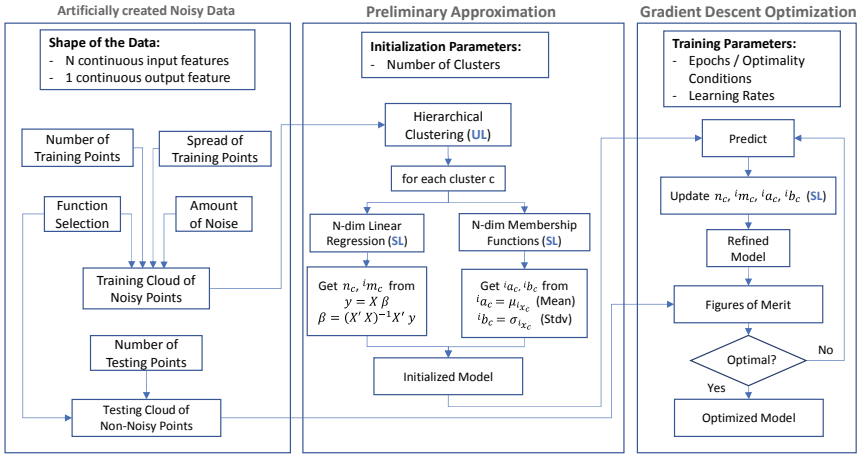 Artificially created Noisy Data
Shape of the Data:
- N continuous input features
- 1 continuous output feature
Number of
Training Points
Spread of
Training Points
Function
Selection
Amount
of Noise
Training Cloud of
Noisy Points
Number of
Testing Points
Testing Cloud of
Non-Noisy Points
Preliminary Approximation
Initialization Parameters:
- Number of Clusters
Hierarchical
Clustering (UL)
for each cluster c
N-dim Linear
Regression (SL)
N-dim Membership
Functions (SL)
Get n_c, ^i m_c from
y = X β
β = (X′ X)^{-1} X′ y
Get ^i a_c, ^i b_c from
^i a_c = μ_{i_{x_c}} (Mean)
^i b_c = σ_{i_{x_c}} (Stdv)
Initialized Model
Gradient Descent Optimization
Training Parameters:
- Epochs / Optimality
Conditions
- Learning Rates
Predict
Update n_c, ^i m_c, ^i a_c, ^i b_c (SL)
Refined
Model
Figures of Merit
Optimal?
No
Yes
Optimized Model